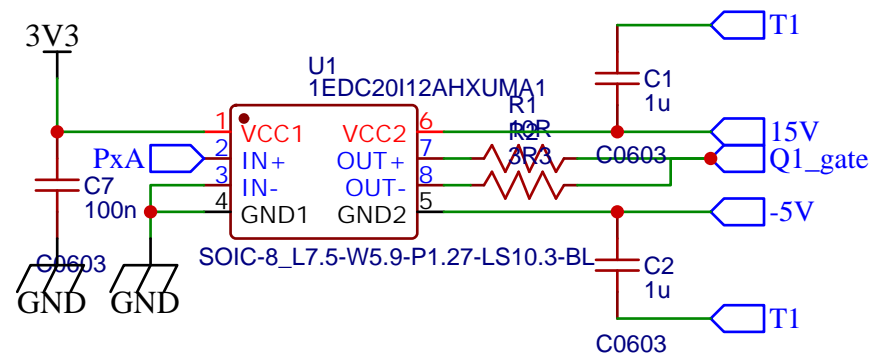 T1
3V3
U1
1EDC20I12AHXUMA1
C1
1u
R1
10R
R2
3R3
1
VCC1
VCC2
6
15V
PxA
2
IN+
OUT+
7
C0603
Q1_gate
C7
100n
3
IN-
OUT-
8
4
GND1
GND2
5
-5V
C0603
SOIC-8_L7.5-W5.9-P1.27-LS10.3-BL
C2
1u
GND
GND
T1
C0603